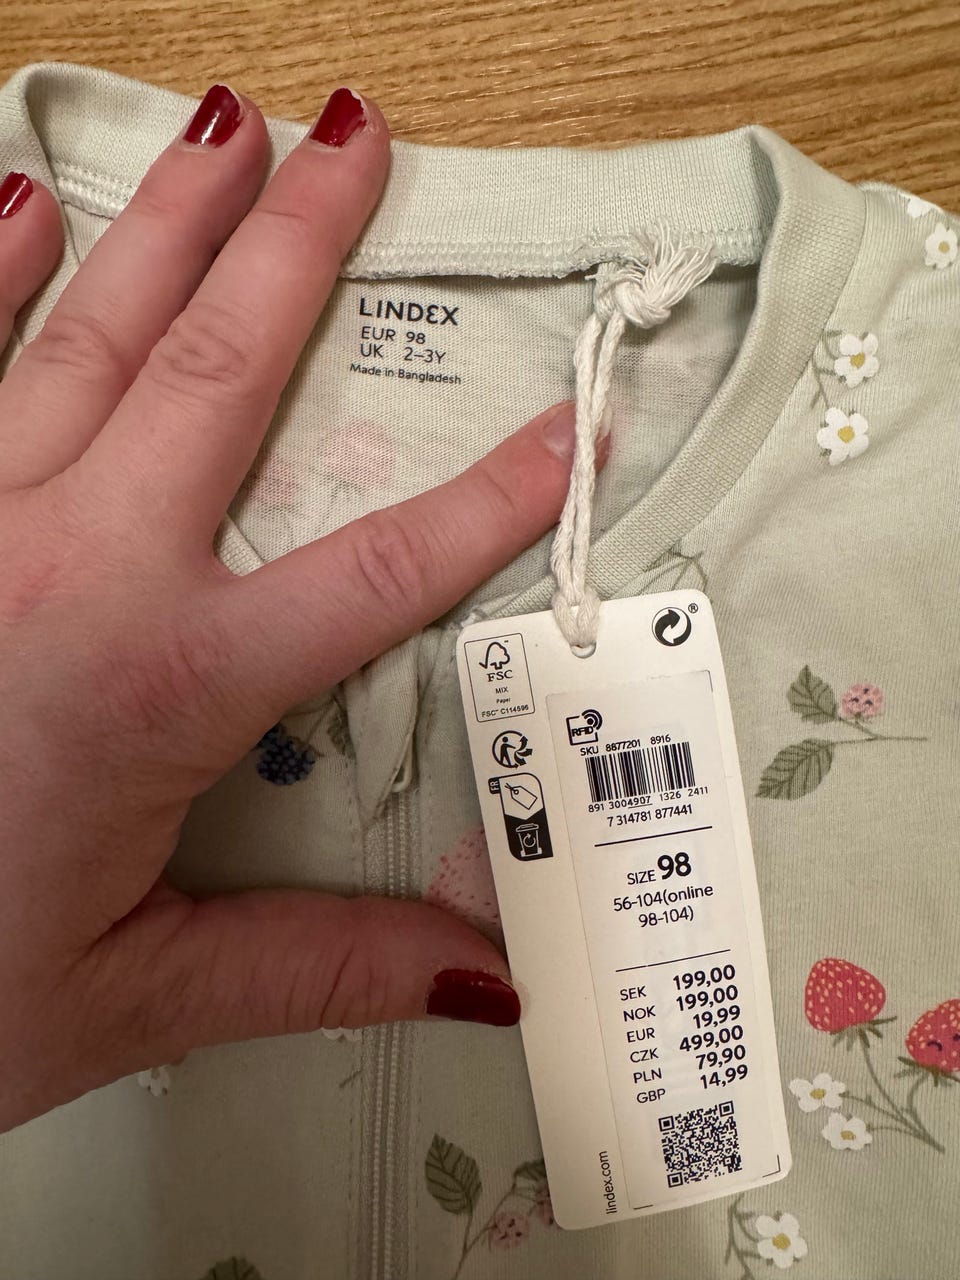 LINDEX
EUR 98
UK 2–3Y
Made in Bangladesh
®
FSC
MIX
Paper
FSC™ C114596
FR
RFID
SKU 8877201 8916
891 3004907 1326 2411
7 314781 877441
SIZE 98
56-104(online
98-104)
SEK 199,00
NOK 199,00
EUR 19,99
CZK 499,00
PLN 79,90
GBP 14,99
lindex.com